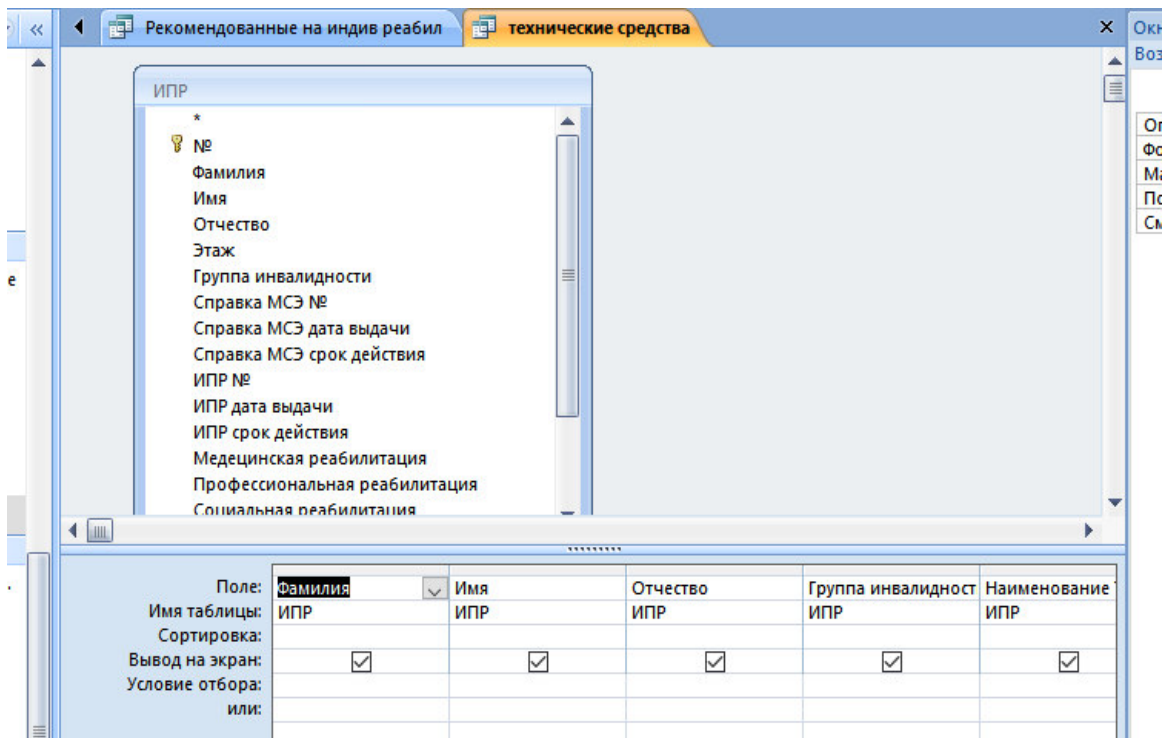 Рекомендованные на индив реабил технические средства
ИПР
*
№
Фамилия
Имя
Отчество
Этаж
Группа инвалидности
Справка МСЭ №
Справка МСЭ дата выдачи
Справка МСЭ срок действия
ИПР №
ИПР дата выдачи
ИПР срок действия
Медецинская реабилитация
Профессиональная реабилитация
Социальная реабилитация
Поле: Фамилия Имя Отчество Группа инвалидност Наименование
Имя таблицы: ИПР ИПР ИПР ИПР ИПР
Сортировка:
Вывод на экран:
Условие отбора:
или: